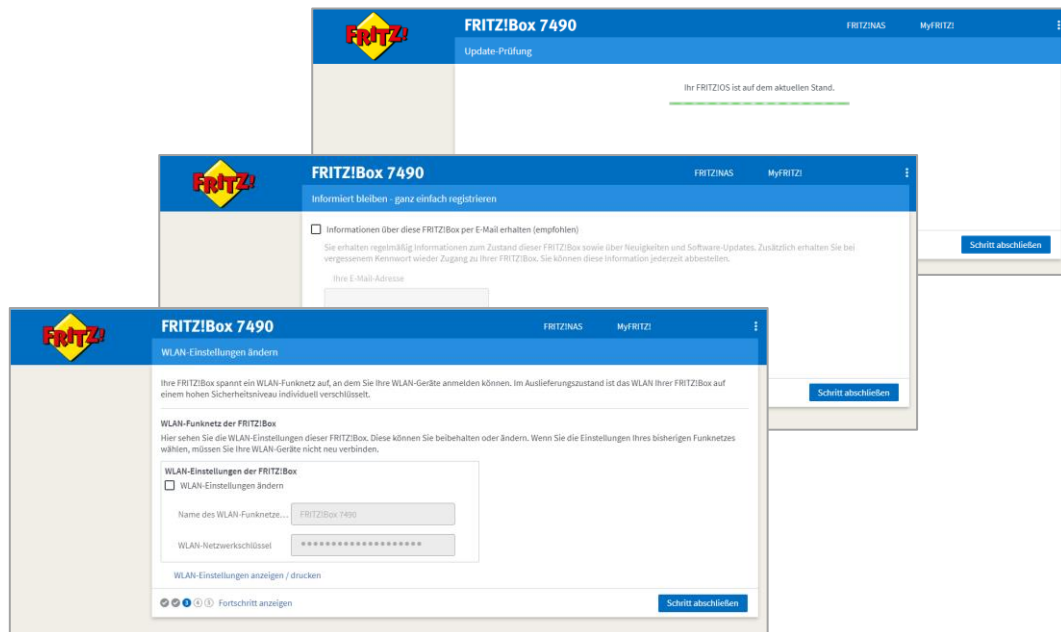 FRITZ!
FRITZ!Box 7490
FRITZ!NAS
MyFRITZ!
Update-Prüfung
Ihr FRITZ!OS ist auf dem aktuellen Stand.
Schritt abschließen
FRITZ!
FRITZ!Box 7490
FRITZ!NAS
MyFRITZ!
Informiert bleiben - ganz einfach registrieren
Informationen über diese FRITZ!Box per E-Mail erhalten (empfohlen)
Sie erhalten regelmäßig Informationen zum Zustand dieser FRITZ!Box sowie über Neuigkeiten und Software-Updates. Zusätzlich erhalten Sie bei
vergessenem Kennwort wieder Zugang zu Ihrer FRITZ!Box. Sie können diese Information jederzeit abbestellen.
Ihre E-Mail-Adresse
Schritt abschließen
FRITZ!
FRITZ!Box 7490
FRITZ!NAS
MyFRITZ!
WLAN-Einstellungen ändern
Ihre FRITZ!Box spannt ein WLAN-Funknetz auf, an dem Sie Ihre WLAN-Geräte anmelden können. Im Auslieferungszustand ist das WLAN Ihrer FRITZ!Box auf
einem hohen Sicherheitsniveau individuell verschlüsselt.
WLAN-Funknetz der FRITZ!Box
Hier sehen Sie die WLAN-Einstellungen dieser FRITZ!Box. Diese können Sie beibehalten oder ändern. Wenn Sie die Einstellungen Ihres bisherigen Funknetzes
wählen, müssen Sie Ihre WLAN-Geräte nicht neu verbinden.
WLAN-Einstellungen der FRITZ!Box
WLAN-Einstellungen ändern
Name des WLAN-Funknetze... FRITZ!Box 7490
WLAN-Netzwerkschlüssel ••••••••••••••••••••
WLAN-Einstellungen anzeigen / drucken
3 4 5 Fortschritt anzeigen
Schritt abschließen